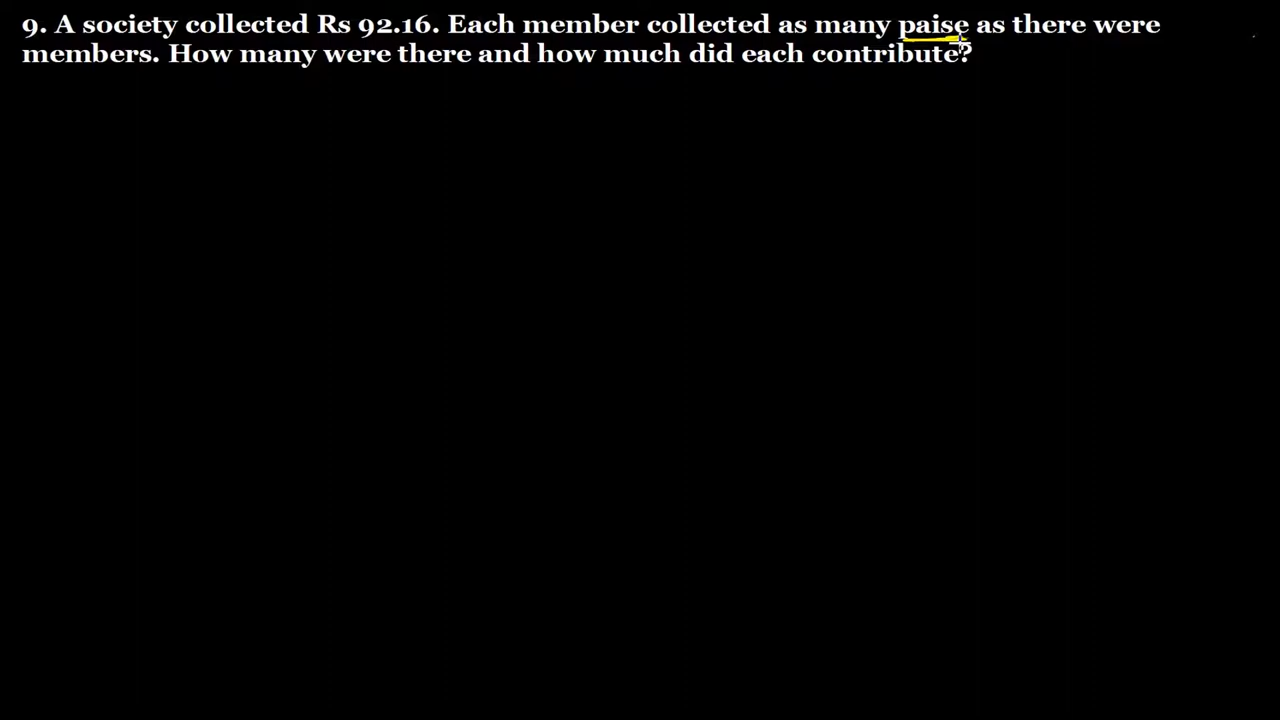 9. A society collected Rs 92.16. Each member collected as many paise as there were
members. How many were there and how much did each contribute?